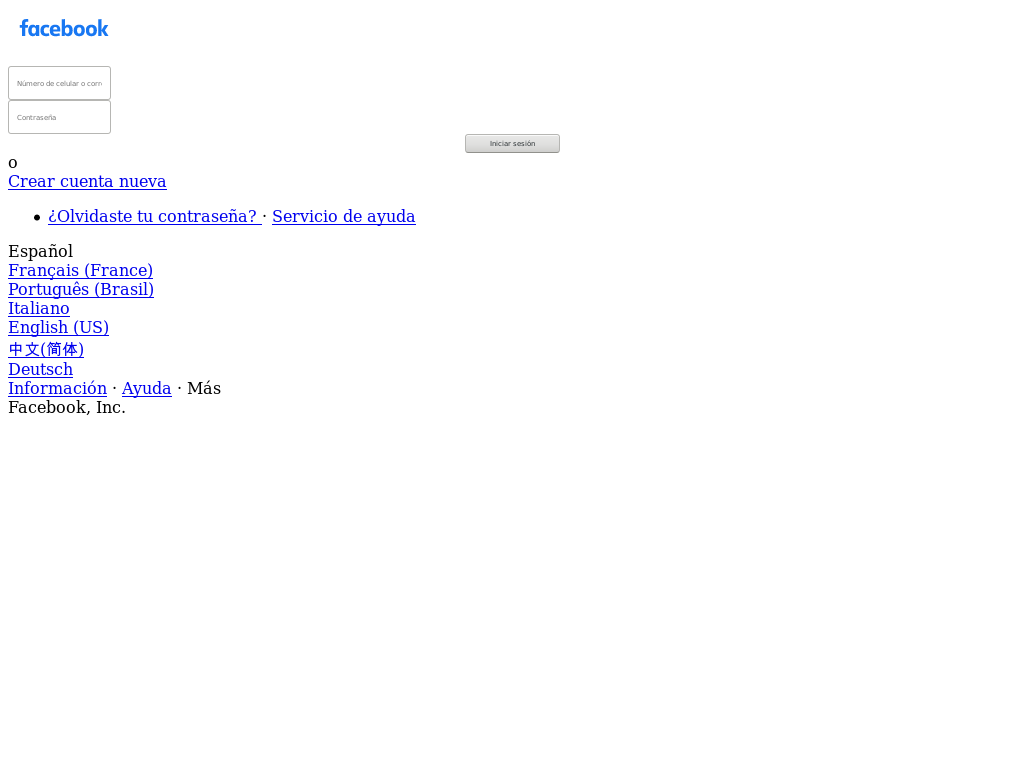 facebook
Número de celular o corr
Contraseña
Iniciar sesión
o
Crear cuenta nueva
¿Olvidaste tu contraseña? · Servicio de ayuda
Español
Français (France)
Português (Brasil)
Italiano
English (US)
中文(简体)
Deutsch
Información · Ayuda · Más
Facebook, Inc.